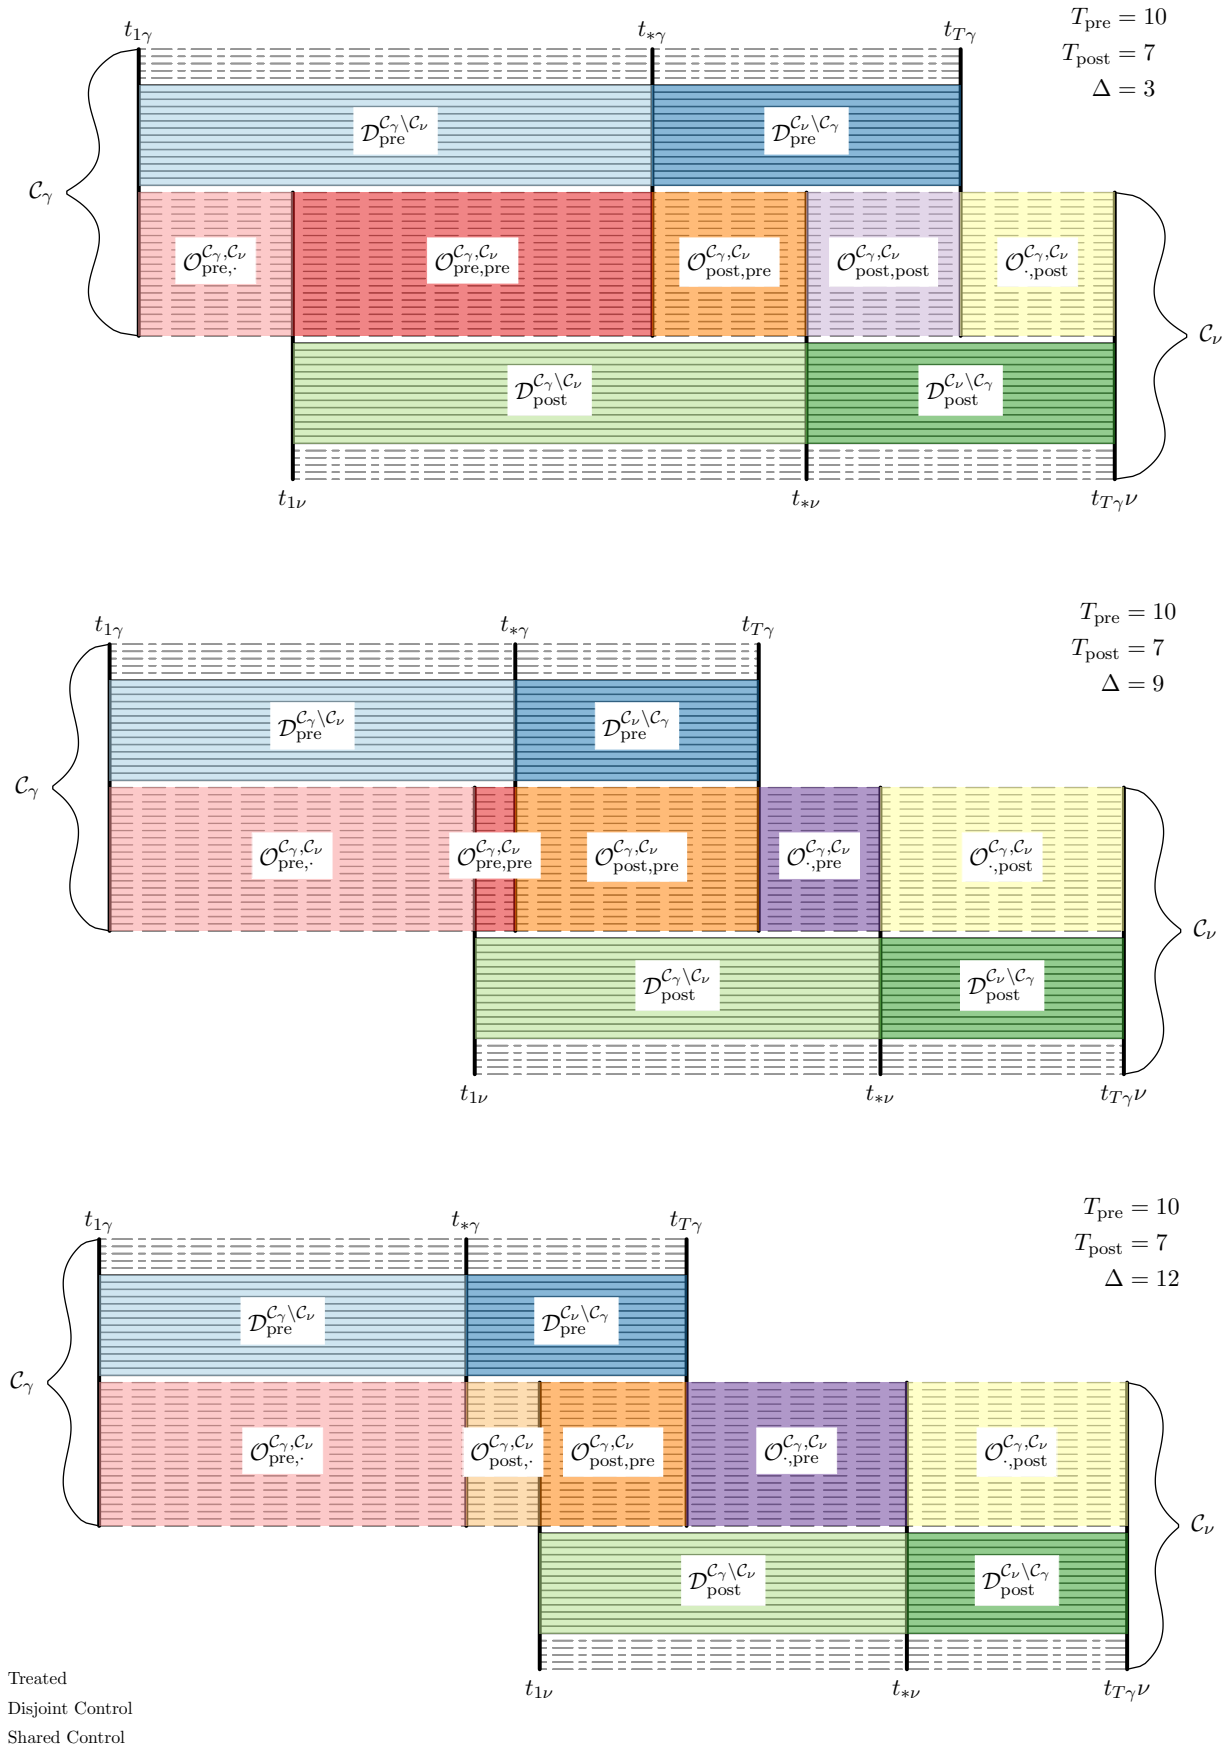 t_{1γ} t_{*γ} t_{Tγ} T_pre = 10
T_post = 7
Δ = 3
D_pre^{C_γ\C_ν} D_pre^{C_ν\C_γ}
C_γ
O_{pre,·}^{C_γ,C_ν} O_{pre,pre}^{C_γ,C_ν} O_{post,pre}^{C_γ,C_ν} O_{post,post}^{C_γ,C_ν} O_{·,post}^{C_γ,C_ν}
C_ν
D_post^{C_γ\C_ν} D_post^{C_ν\C_γ}
t_{1ν} t_{*ν} t_{Tγ}ν
t_{1γ} t_{*γ} t_{Tγ} T_pre = 10
T_post = 7
Δ = 9
D_pre^{C_γ\C_ν} D_pre^{C_ν\C_γ}
C_γ
O_{pre,·}^{C_γ,C_ν} O_{pre,pre}^{C_γ,C_ν} O_{post,pre}^{C_γ,C_ν} O_{·,pre}^{C_γ,C_ν} O_{·,post}^{C_γ,C_ν}
C_ν
D_post^{C_γ\C_ν} D_post^{C_ν\C_γ}
t_{1ν} t_{*ν} t_{Tγ}ν
t_{1γ} t_{*γ} t_{Tγ} T_pre = 10
T_post = 7
Δ = 12
D_pre^{C_γ\C_ν} D_pre^{C_ν\C_γ}
C_γ
O_{pre,·}^{C_γ,C_ν} O_{post,·}^{C_γ,C_ν} O_{post,pre}^{C_γ,C_ν} O_{·,pre}^{C_γ,C_ν} O_{·,post}^{C_γ,C_ν}
C_ν
D_post^{C_γ\C_ν} D_post^{C_ν\C_γ}
t_{1ν} t_{*ν} t_{Tγ}ν
Treated
Disjoint Control
Shared Control